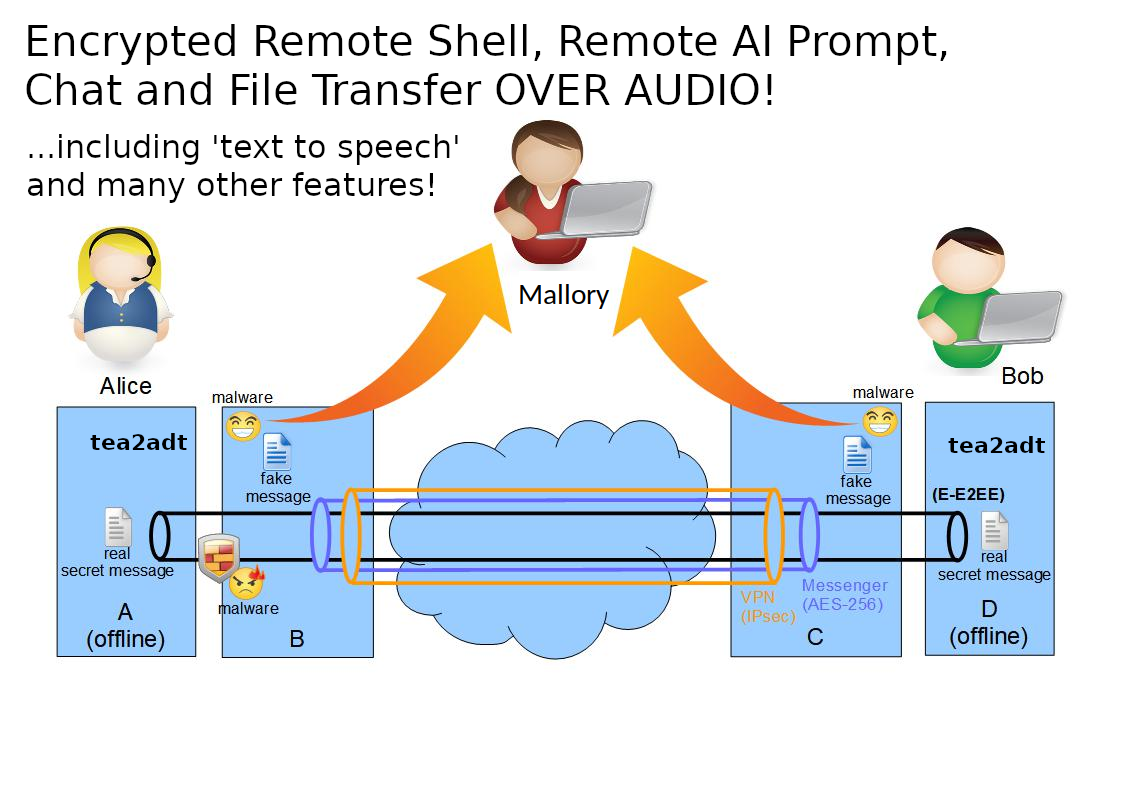 Encrypted Remote Shell, Remote AI Prompt,
Chat and File Transfer OVER AUDIO!
...including 'text to speech'
and many other features!
Mallory
Alice
Bob
malware
malware
tea2adt
tea2adt
fake
message
fake
message
(E-E2EE)
real
secret message
real
secret message
malware
VPN
(IPsec)
Messenger
(AES-256)
A
(offline)
B
C
D
(offline)